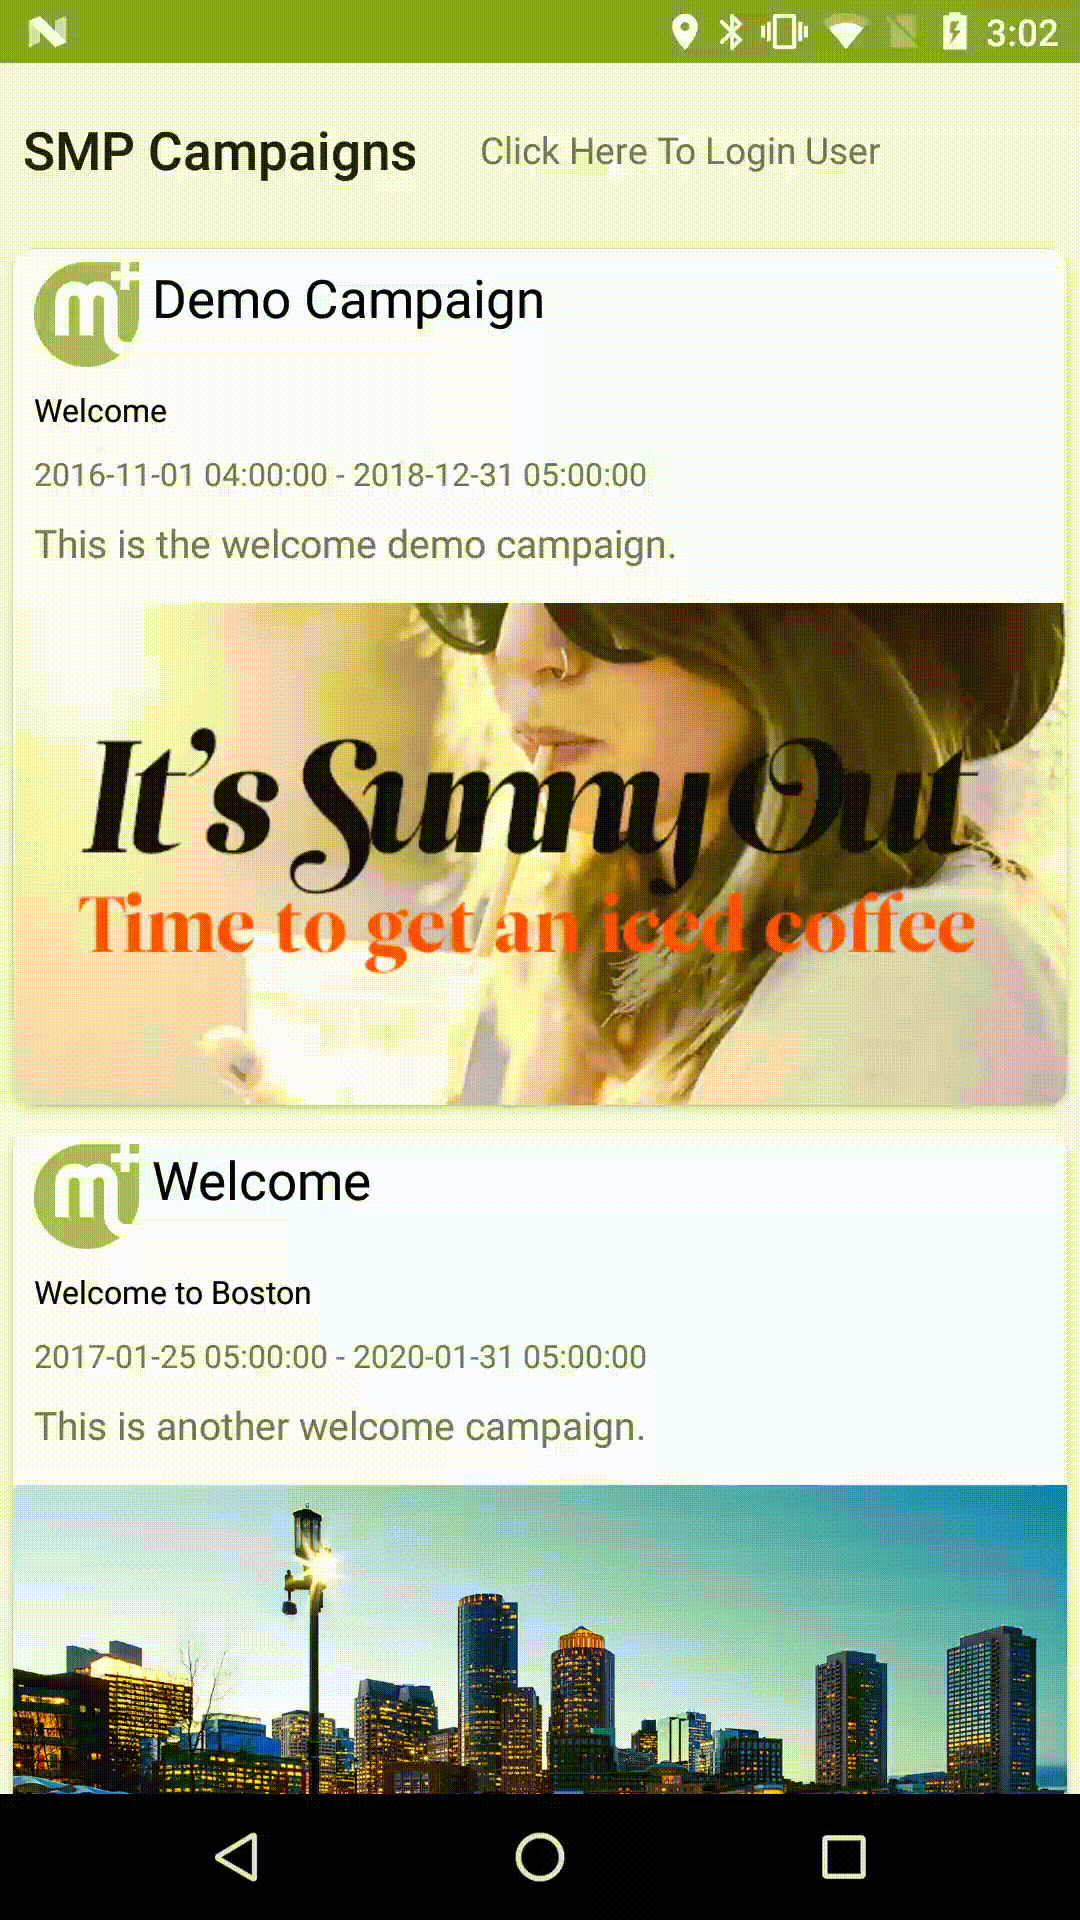 3:02
SMP Campaigns
Click Here To Login User
m+
Demo Campaign
Welcome
2016-11-01 04:00:00 - 2018-12-31 05:00:00
This is the welcome demo campaign.
It's Sunny Out
Time to get an iced coffee
m+
Welcome
Welcome to Boston
2017-01-25 05:00:00 - 2020-01-31 05:00:00
This is another welcome campaign.